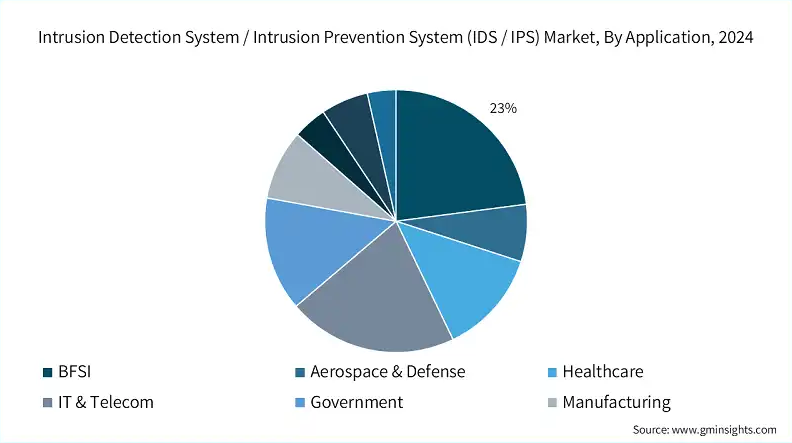 Intrusion Detection System / Intrusion Prevention System (IDS / IPS) Market, By Application, 2024
23%
BFSI
Aerospace & Defense
Healthcare
IT & Telecom
Government
Manufacturing
Source: www.gminsights.com